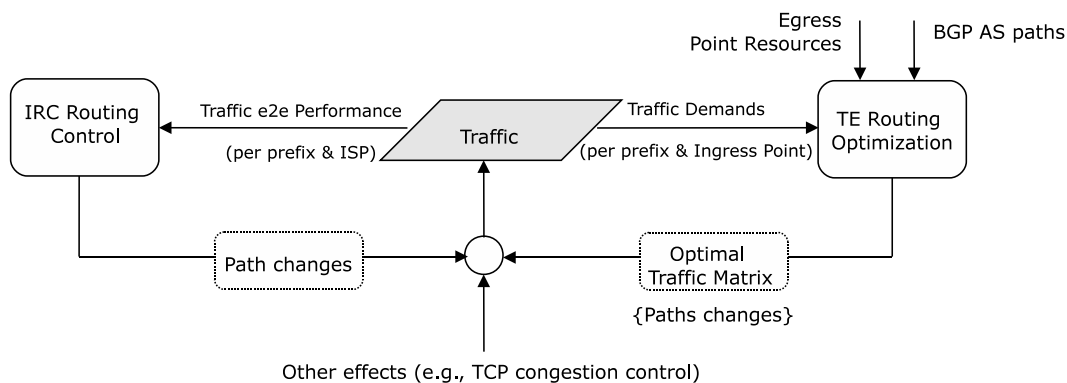 Egress
Point Resources
BGP AS paths
IRC Routing
Control
Traffic e2e Performance
(per prefix & ISP)
Traffic
Traffic Demands
(per prefix & Ingress Point)
TE Routing
Optimization
Path changes
Optimal
Traffic Matrix
{Paths changes}
Other effects (e.g., TCP congestion control)